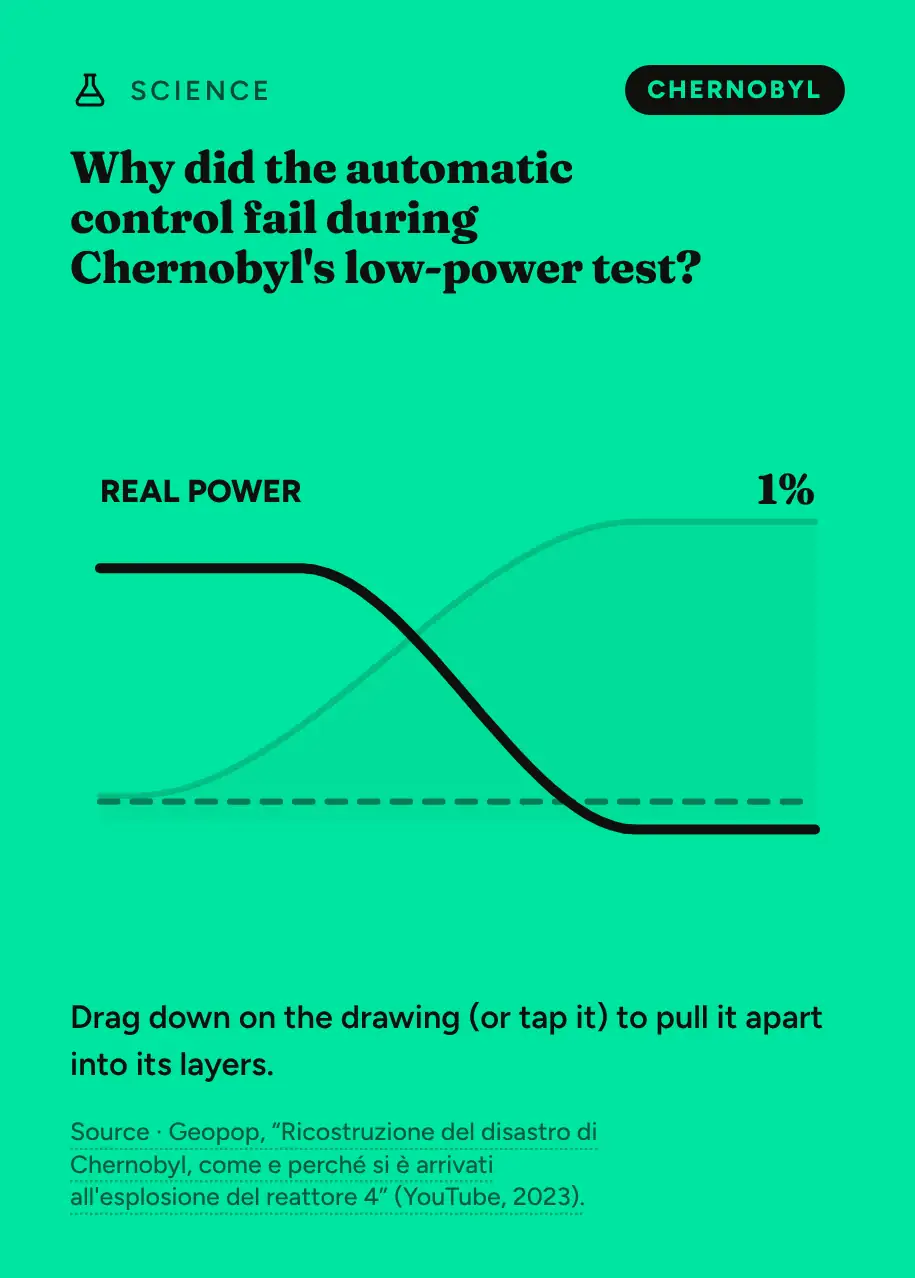 SCIENCE
CHERNOBYL
Why did the automatic
control fail during
Chernobyl's low-power test?
REAL POWER
1%
Drag down on the drawing (or tap it) to pull it apart
into its layers.
Source · Geopop, “Ricostruzione del disastro di
Chernobyl, come e perché si è arrivati
all'esplosione del reattore 4” (YouTube, 2023).